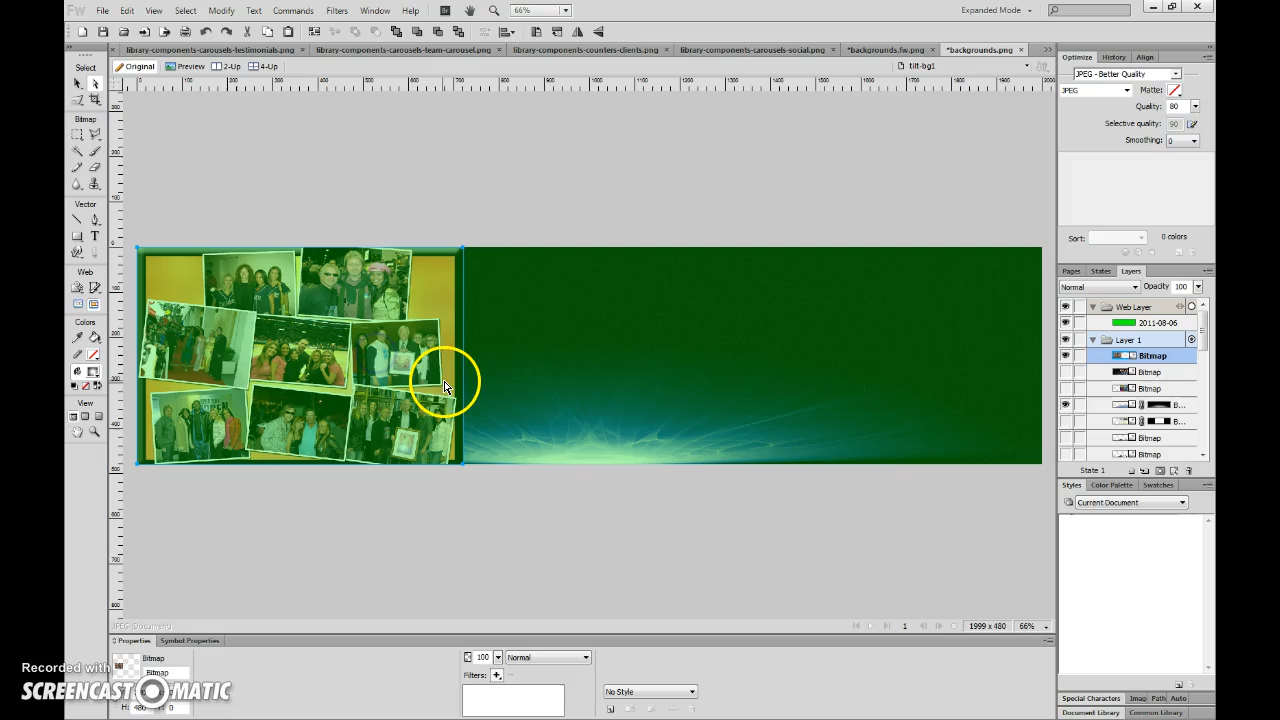 Fw File Edit View Select Modify Text Commands Filters Window Help Br 66% Expanded Mode
library-components-carousels-testimonials.png library-components-carousels-team-carousel.png library-components-counters-clients.png library-components-carousels-social.png *backgrounds.fw.png *backgrounds.png
Original Preview 2-Up 4-Up tilt-bg1
Select
Bitmap
Vector
Web
Colors
View
Optimize History Align
JPEG - Better Quality
JPEG Matte:
Quality: 80
Selective quality: 90
Smoothing: 0
Sort: 0 colors
Pages States Layers
Normal Opacity 100
Web Layer
2011-08-06
Layer 1
Bitmap
Bitmap
Bitmap
B...
B...
Bitmap
Bitmap
State 1
Styles Color Palette Swatches
Current Document
Special Characters Imag Path Auto
Document Library Common Library
JPEG (Document) 1 1999 x 480 66%
Properties Symbol Properties
Bitmap
Bitmap
H: 480 0
100 Normal
Filters:
No Style
Recorded with
SCREENCAST MATIC